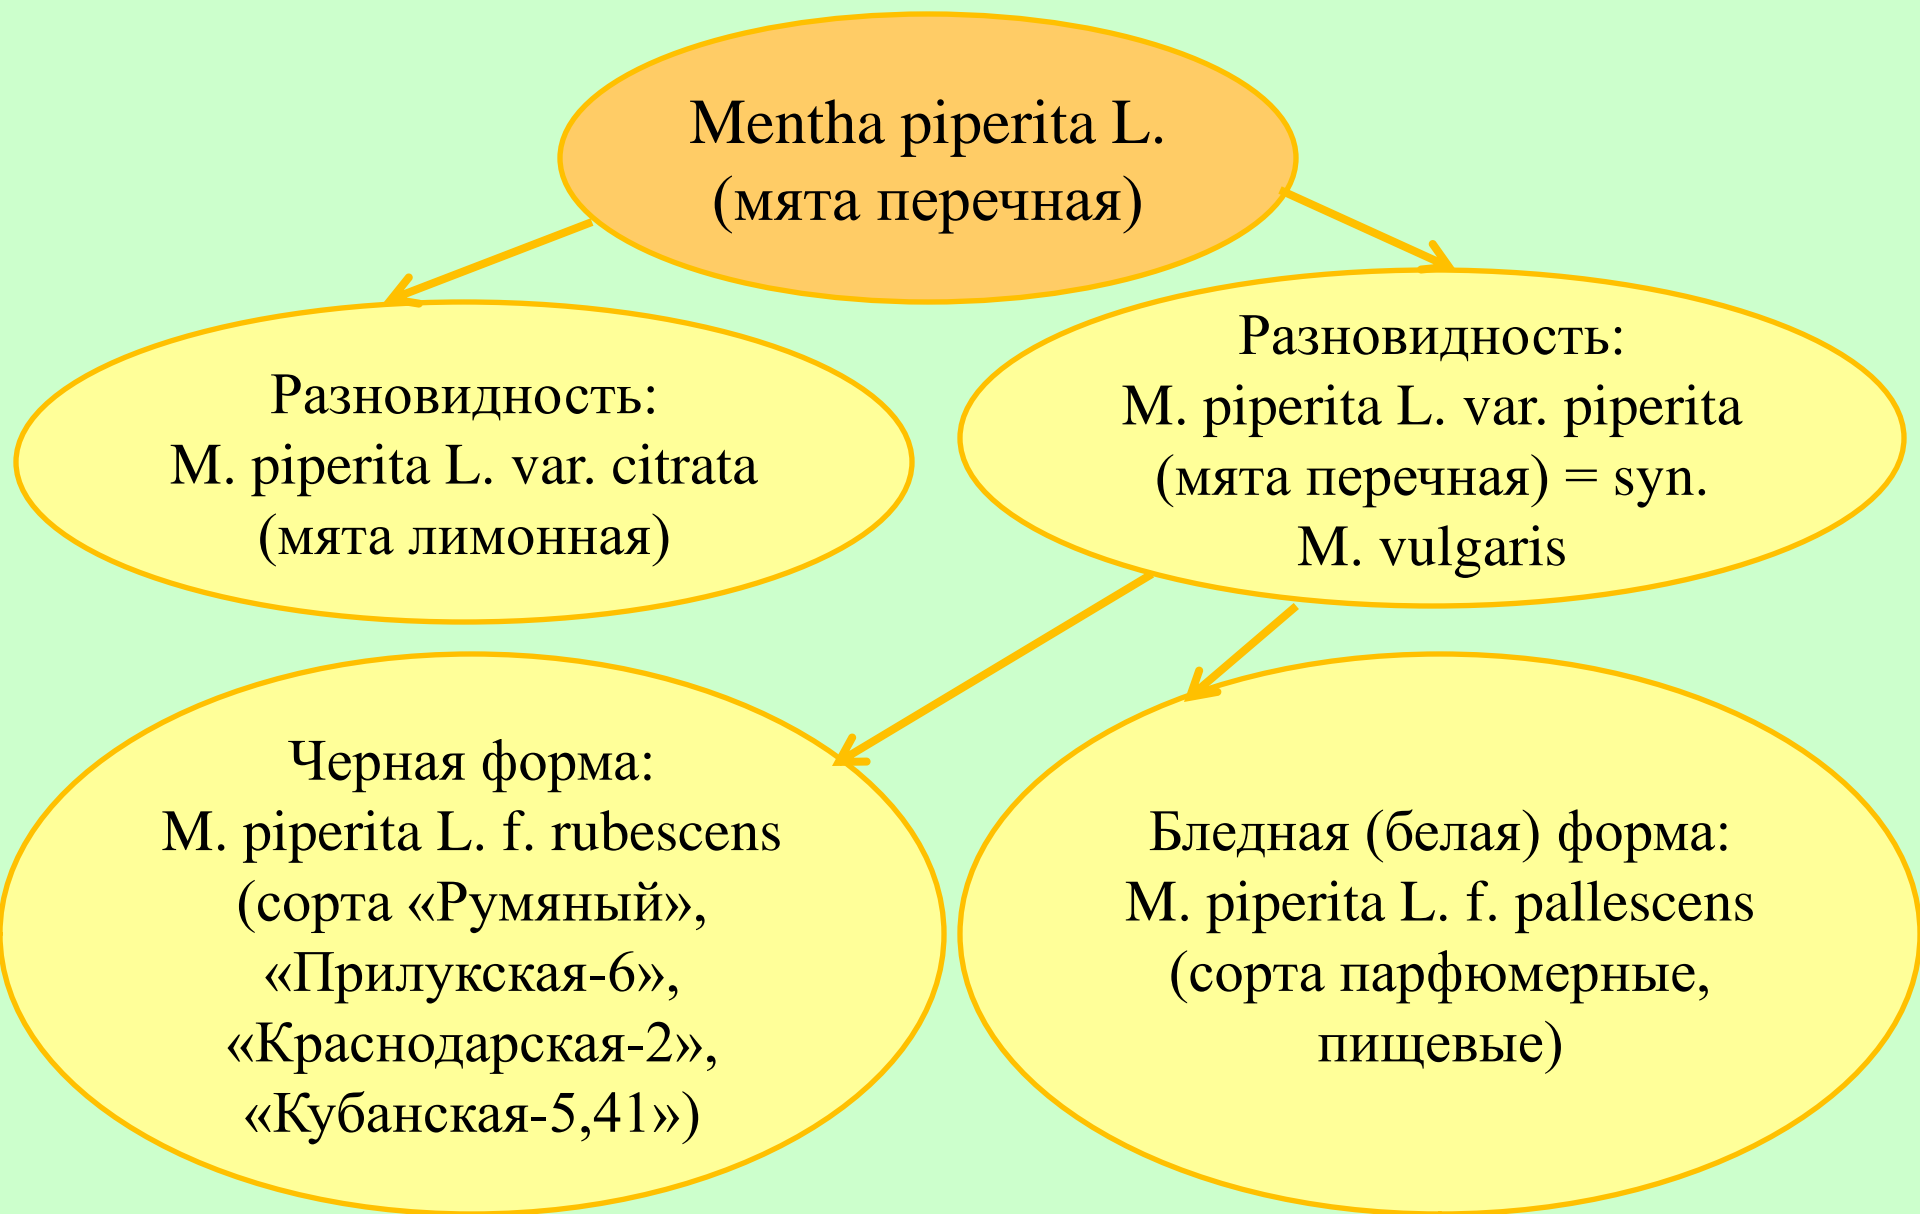 Mentha piperita L.
(мята перечная)
Разновидность:
M. piperita L. var. citrata
(мята лимонная)
Разновидность:
M. piperita L. var. piperita
(мята перечная) = syn.
M. vulgaris
Черная форма:
M. piperita L. f. rubescens
(сорта «Румяный»,
«Прилукская-6»,
«Краснодарская-2»,
«Кубанская-5,41»)
Бледная (белая) форма:
M. piperita L. f. pallescens
(сорта парфюмерные,
пищевые)